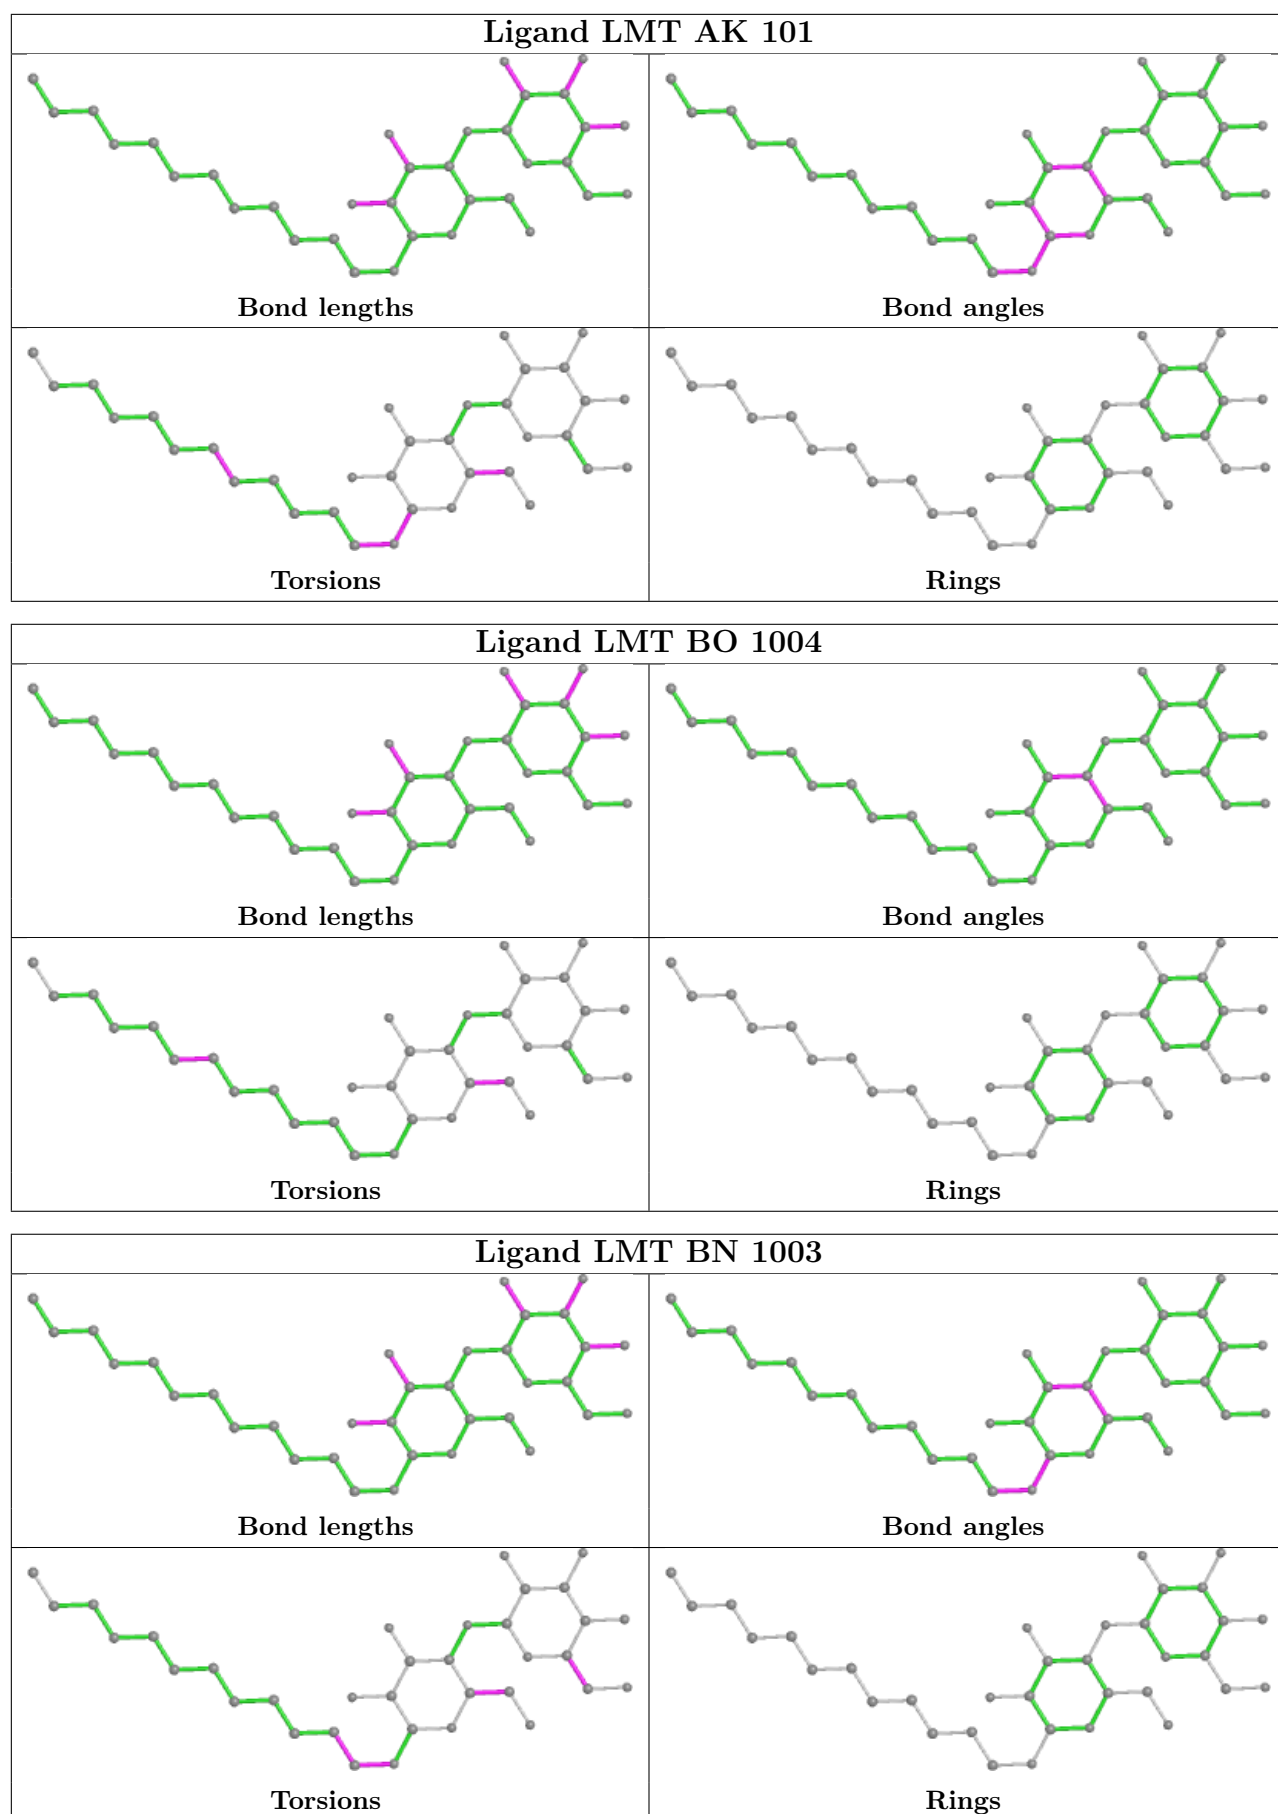 Ligand LMT AK 101
Bond lengths
Bond angles
Torsions
Rings
Ligand LMT BO 1004
Bond lengths
Bond angles
Torsions
Rings
Ligand LMT BN 1003
Bond lengths
Bond angles
Torsions
Rings